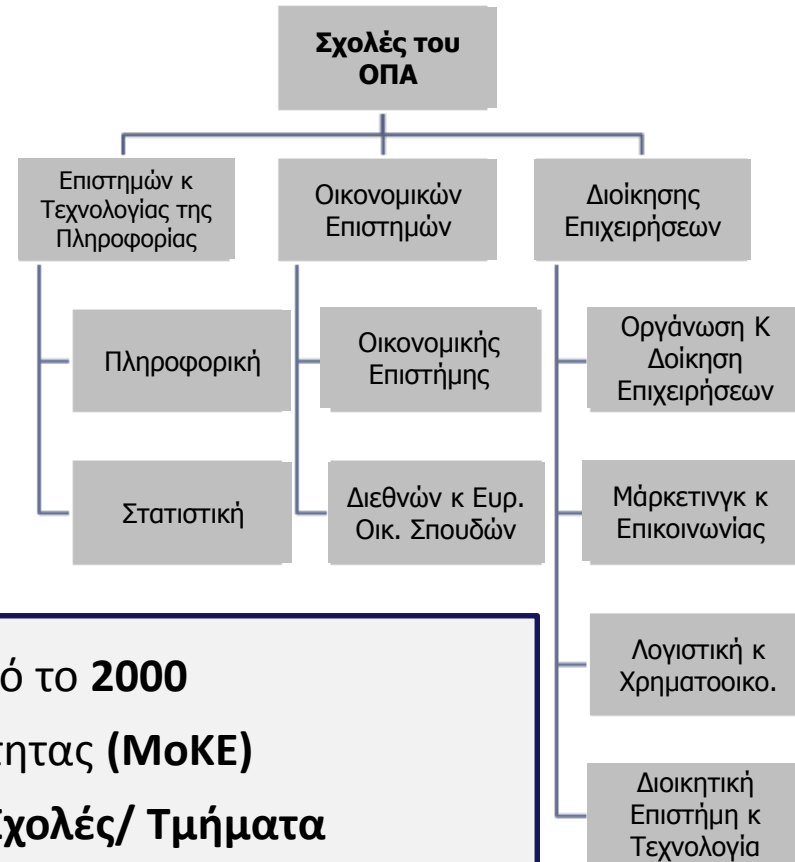 Σχολές του
ΟΠΑ
Επιστημών κ
Τεχνολογίας της
Πληροφορίας
Οικονομικών
Επιστημών
Διοίκησης
Επιχειρήσεων
Πληροφορική
Στατιστική
Οικονομικής
Επιστήμης
Διεθνών κ Ευρ.
Οικ. Σπουδών
Οργάνωση Κ
Δοίκηση
Επιχειρήσεων
Μάρκετινγκ κ
Επικοινωνίας
Λογιστική κ
Χρηματοοικο.
Διοικητική
Επιστήμη κ
Τεχνολογία
το 2000
(ΜοΚΕ)
Σχολές/ Τμήματα